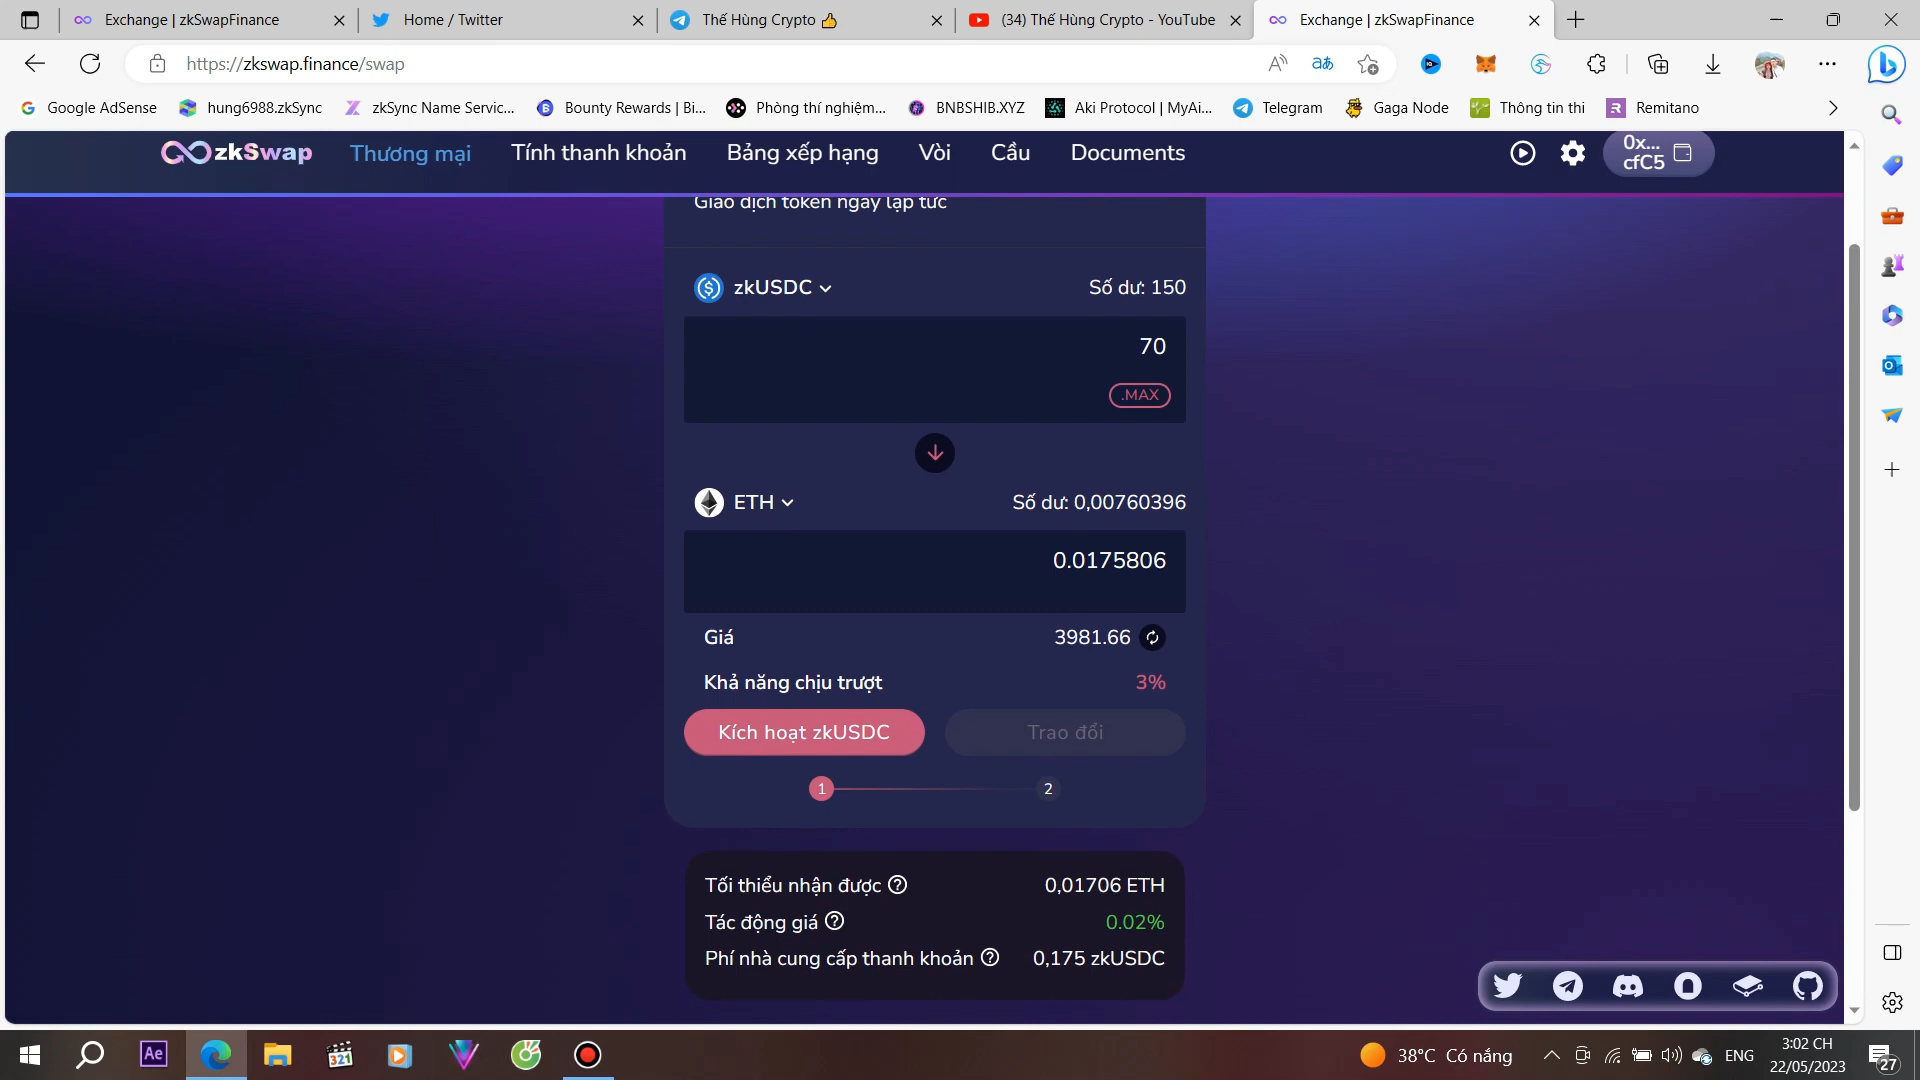 Exchange | zkSwapFinance
Home / Twitter
Thế Hùng Crypto 👍
(34) Thế Hùng Crypto - YouTube
Exchange | zkSwapFinance
https://zkswap.finance/swap
Google AdSense
hung6988.zkSync
zkSync Name Servic...
Bounty Rewards | Bi...
Phòng thí nghiệm...
BNBSHIB.XYZ
Aki Protocol | MyAi...
Telegram
Gaga Node
Thông tin thi
Remitano
zkSwap
Thương mại
Tính thanh khoản
Bảng xếp hạng
Vòi
Cầu
Documents
0x...
cfC5
Giao dịch token ngay lập tức
zkUSDC
Số dư: 150
70
.MAX
ETH
Số dư: 0,00760396
0.0175806
Giá
3981.66
Khả năng chịu trượt
3%
Kích hoạt zkUSDC
Trao đổi
1
2
Tối thiểu nhận được
0,01706 ETH
Tác động giá
0.02%
Phí nhà cung cấp thanh khoản
0,175 zkUSDC
Ae
321
38°C Có nắng
ENG
3:02 CH
22/05/2023
27